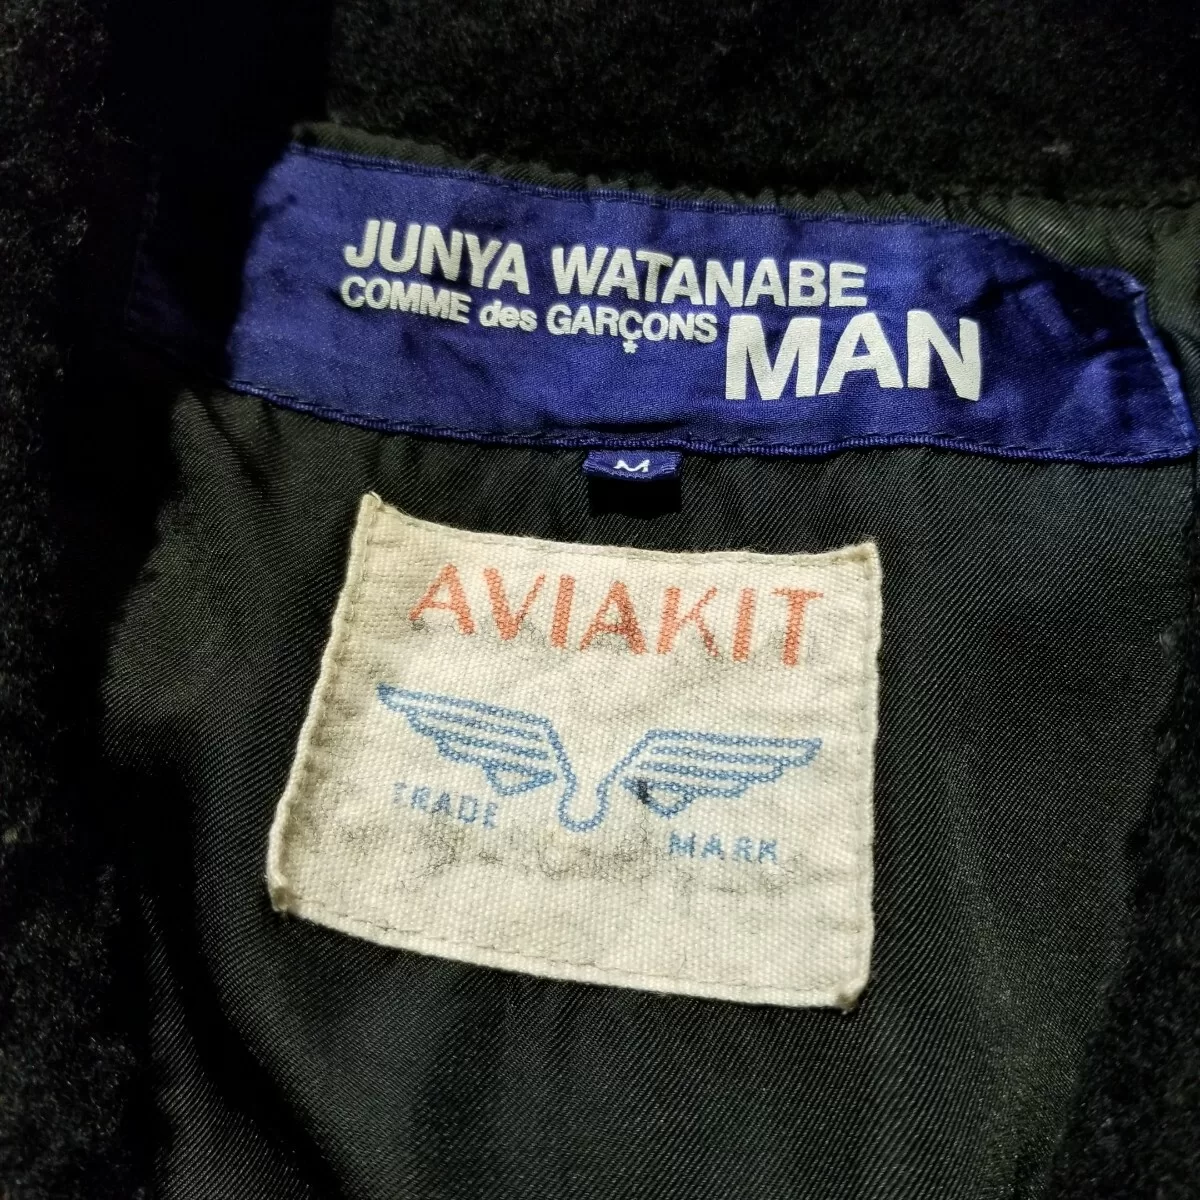 JUNYA WATANABE
COMME des GARÇONS
MAN
M
AVIAKIT
TRADE MARK